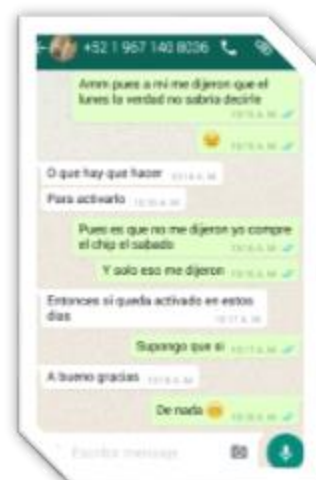 +52 1 967 140 8036
Amm pues a mi me dijeron que el
lunes la verdad no sabria decirle
O que hay que hacer
Para activarlo
Pues es que no me dijeron yo compre
el chip el sabado
Y solo eso me dijeron
Entonces si queda activado en estos
dias
Supongo que si
A bueno gracias
De nada
Escribir mensaje